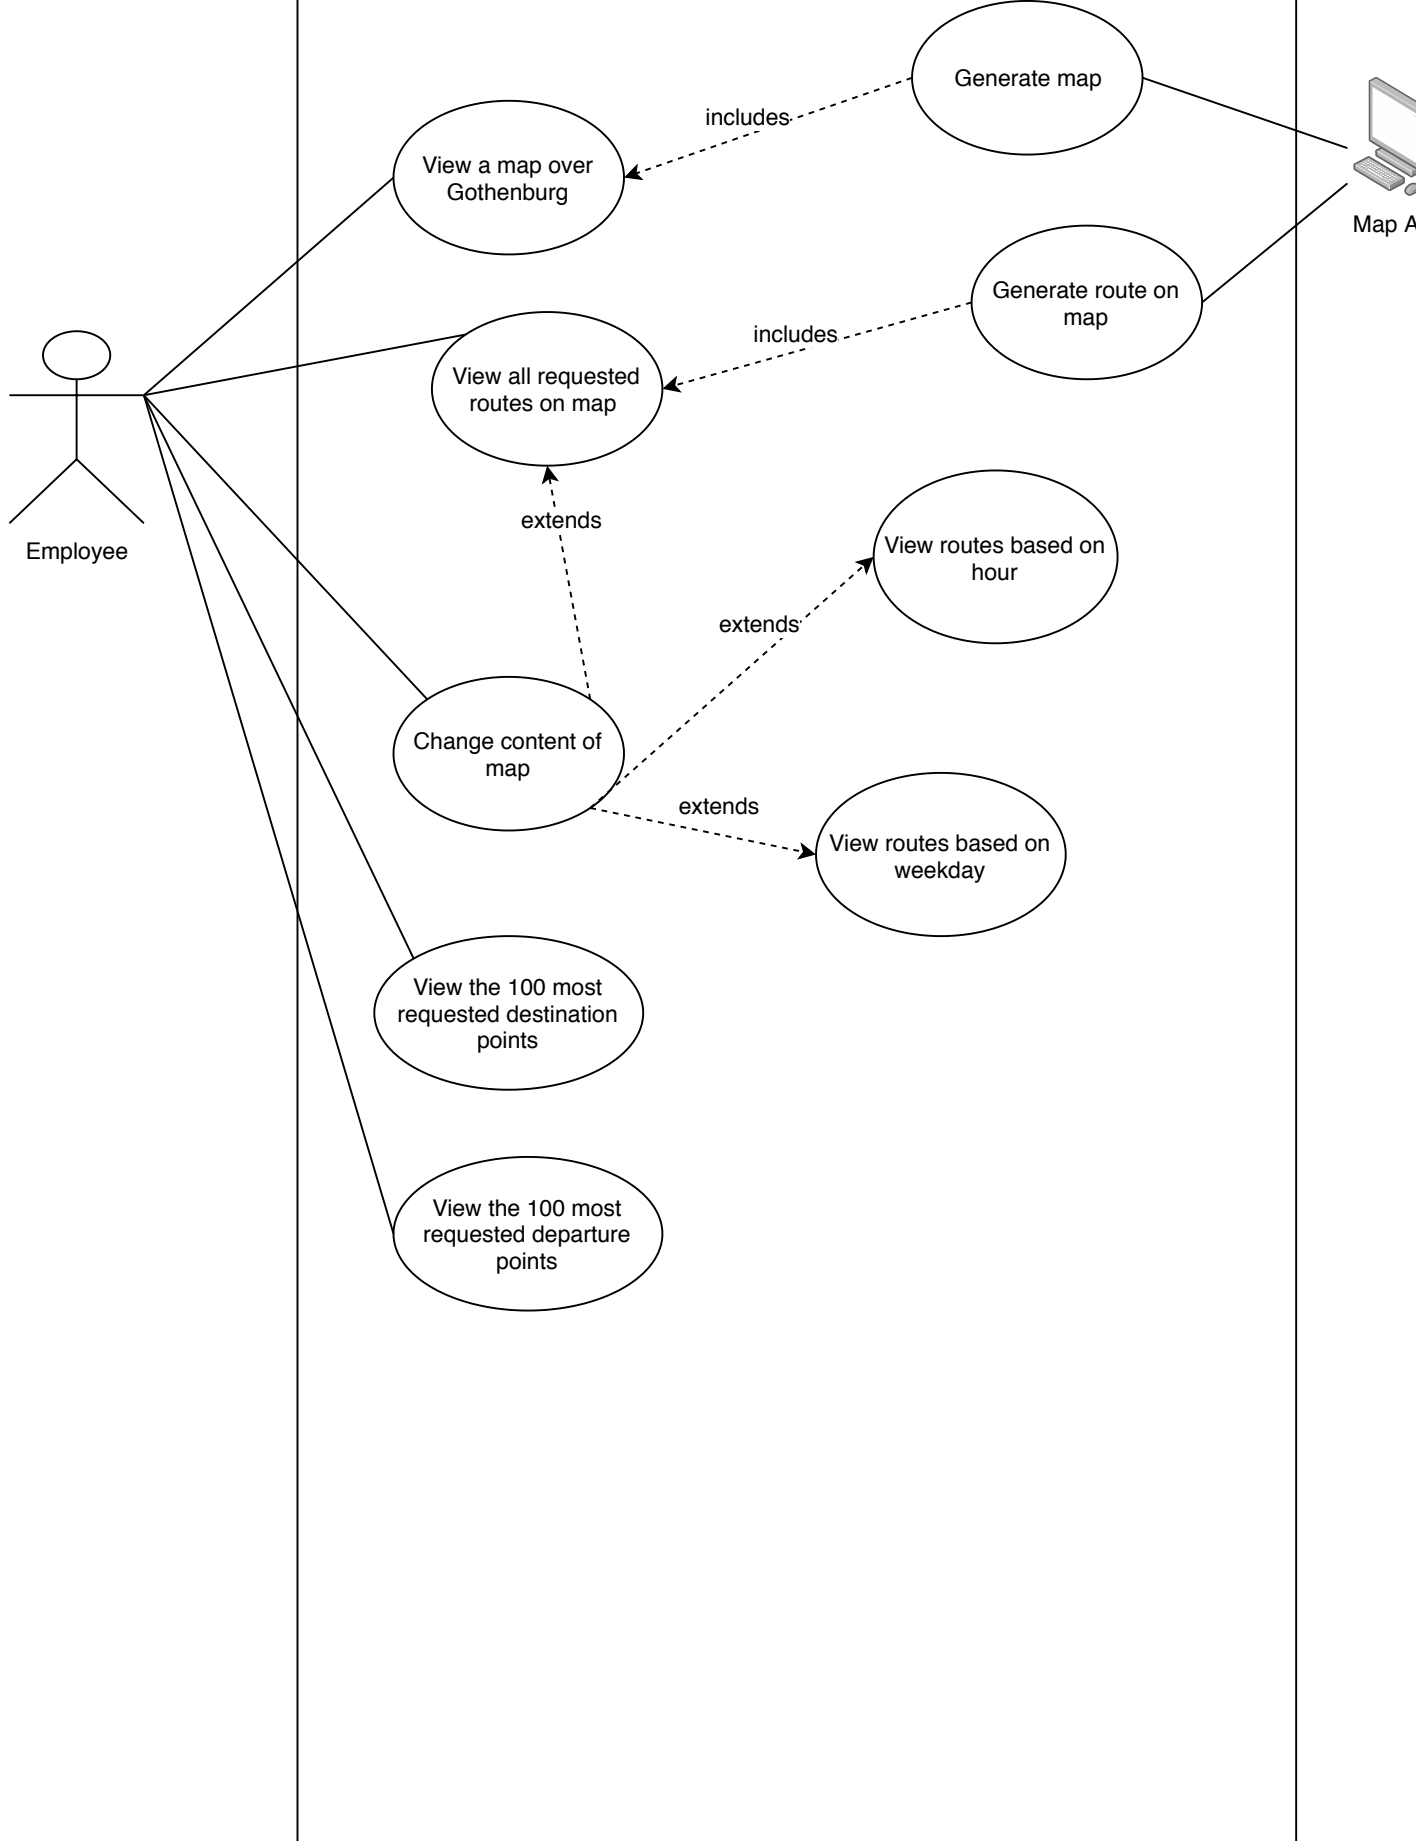 Generate map
includes
View a map over
Gothenburg
Map A
Generate route on
map
includes
View all requested
routes on map
extends
Employee
View routes based on
hour
extends
Change content of
map
extends
View routes based on
weekday
View the 100 most
requested destination
points
View the 100 most
requested departure
points